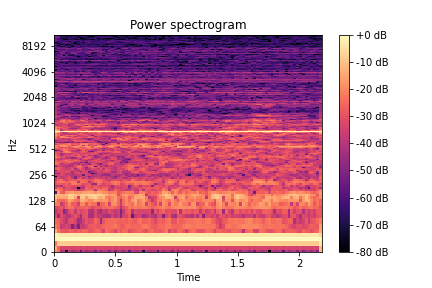 Power spectrogram
8192
4096
2048
1024
512
256
128
64
0
Hz
0
0.5
1
1.5
2
Time
+0 dB
-10 dB
-20 dB
-30 dB
-40 dB
-50 dB
-60 dB
-70 dB
-80 dB